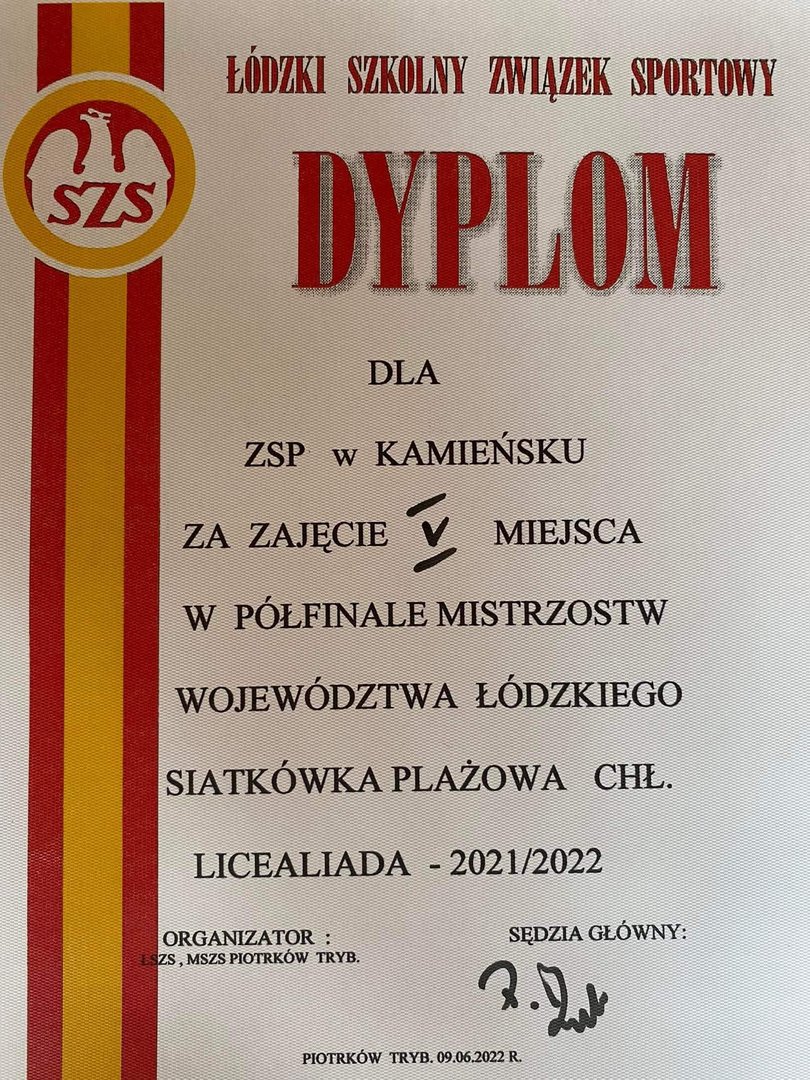 ŁÓDZKI SZKOLNY ZWIĄZEK SPORTOWY
SZS
DYPLOM
DLA
ZSP w KAMIEŃSKU
ZA ZAJĘCIE V MIEJSCA
W PÓŁFINALE MISTRZOSTW
WOJEWÓDZTWA ŁÓDZKIEGO
SIATKÓWKA PLAŻOWA CHŁ.
LICEALIADA - 2021/2022
ORGANIZATOR :
ŁSZS , MSZS PIOTRKÓW TRYB.
SĘDZIA GŁÓWNY:
PIOTRKÓW TRYB. 09.06.2022 R.